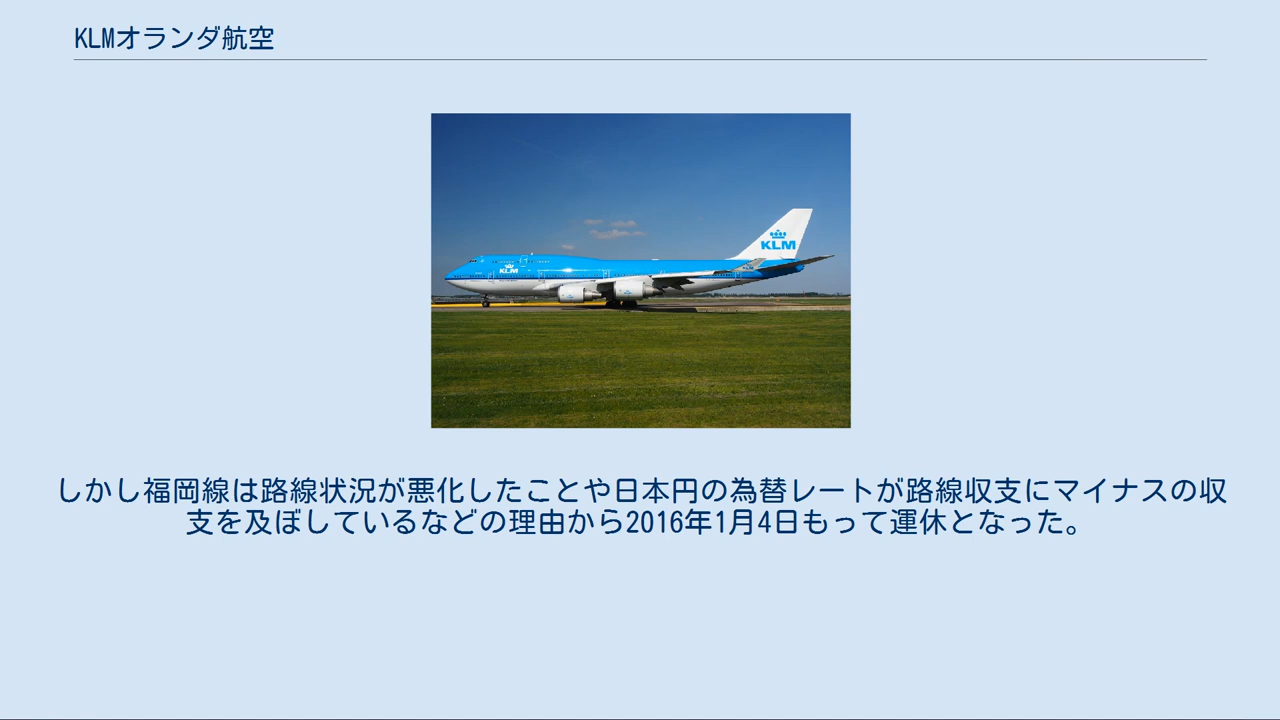 KLMオランダ航空
KLM
KLM
しかし福岡線は路線状況が悪化したことや日本円の為替レートが路線収支にマイナスの収
支を及ぼしているなどの理由から2016年1月4日もって運休となった。